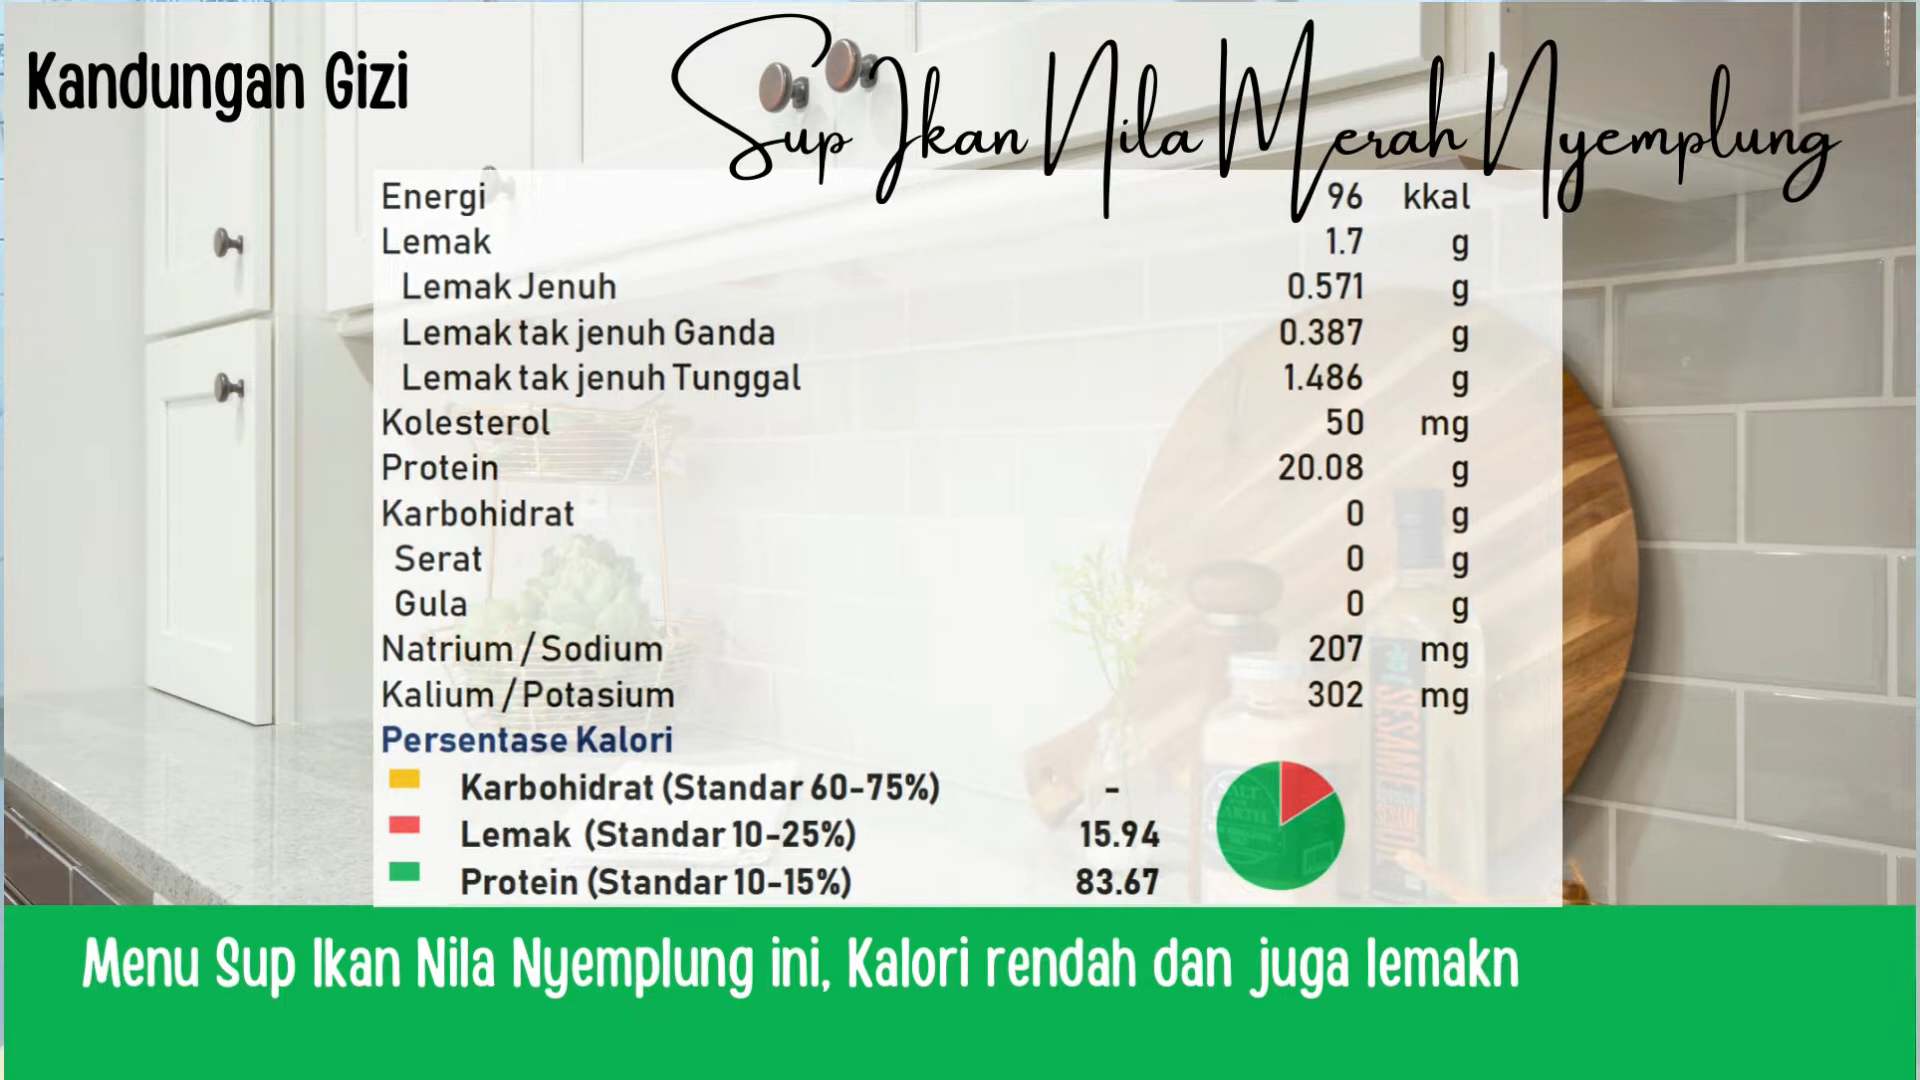 Kandungan Gizi
Sup Ikan Nila Merah Nyemplung
Energi 96 kkal
Lemak 1.7 g
Lemak Jenuh 0.571 g
Lemak tak jenuh Ganda 0.387 g
Lemak tak jenuh Tunggal 1.486 g
Kolesterol 50 mg
Protein 20.08 g
Karbohidrat 0 g
Serat 0 g
Gula 0 g
Natrium / Sodium 207 mg
Kalium / Potasium 302 mg
Persentase Kalori
Karbohidrat (Standar 60-75%) -
Lemak (Standar 10-25%) 15.94
Protein (Standar 10-15%) 83.67
SESAME OIL
Menu Sup Ikan Nila Nyemplung ini, Kalori rendah dan juga lemakn